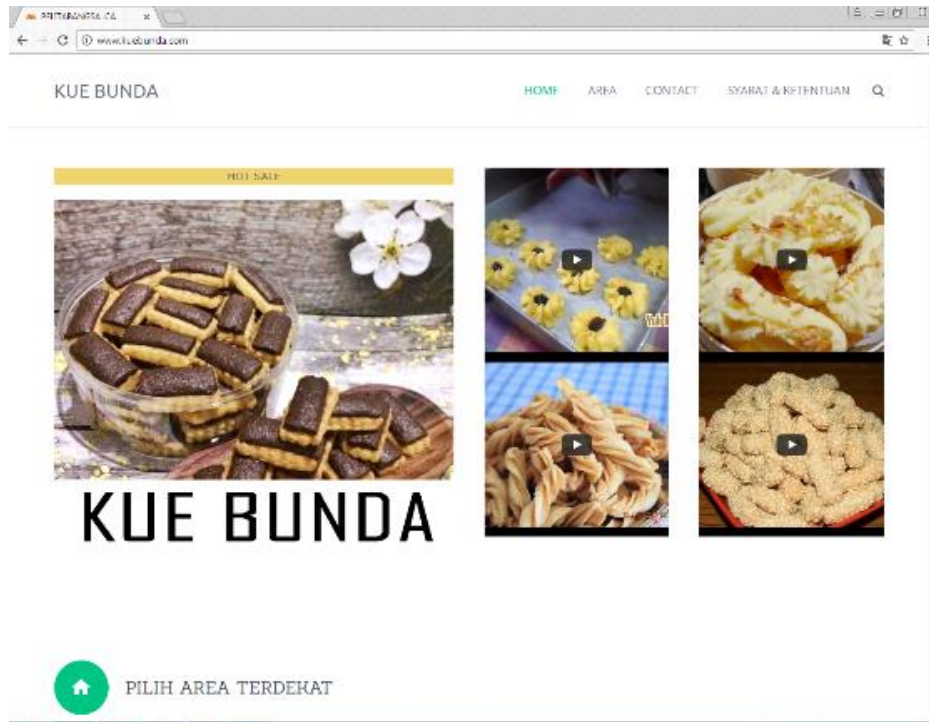 www.kuebunda.com
KUE BUNDA
HOME AREA CONTACT SYARAT & KETENTUAN
HOT SALE
KUE BUNDA
PILIH AREA TERDEKAT